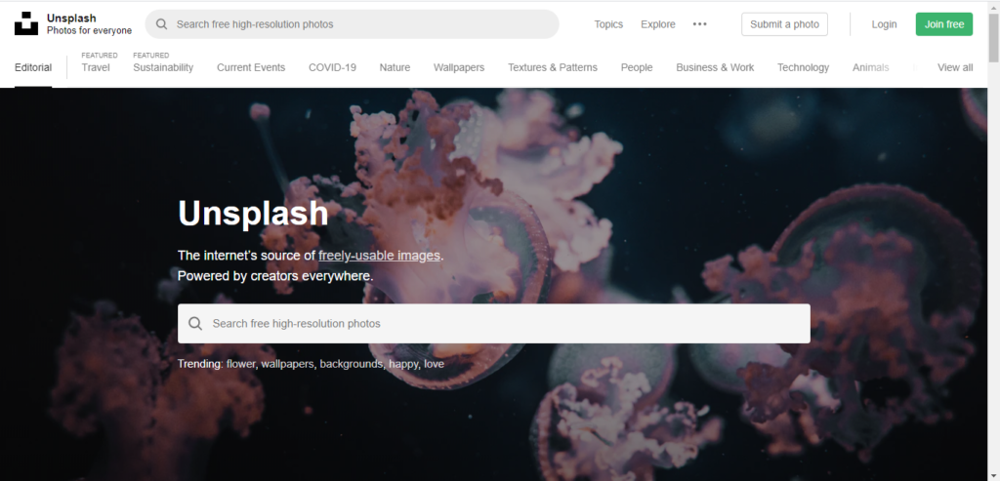 Unsplash
Photos for everyone
Search free high-resolution photos
Topics
Explore
Submit a photo
Login
Join free
Editorial
FEATURED
Travel
FEATURED
Sustainability
Current Events
COVID-19
Nature
Wallpapers
Textures & Patterns
People
Business & Work
Technology
Animals
View all
Unsplash
The internet's source of freely-usable images.
Powered by creators everywhere.
Search free high-resolution photos
Trending: flower, wallpapers, backgrounds, happy, love